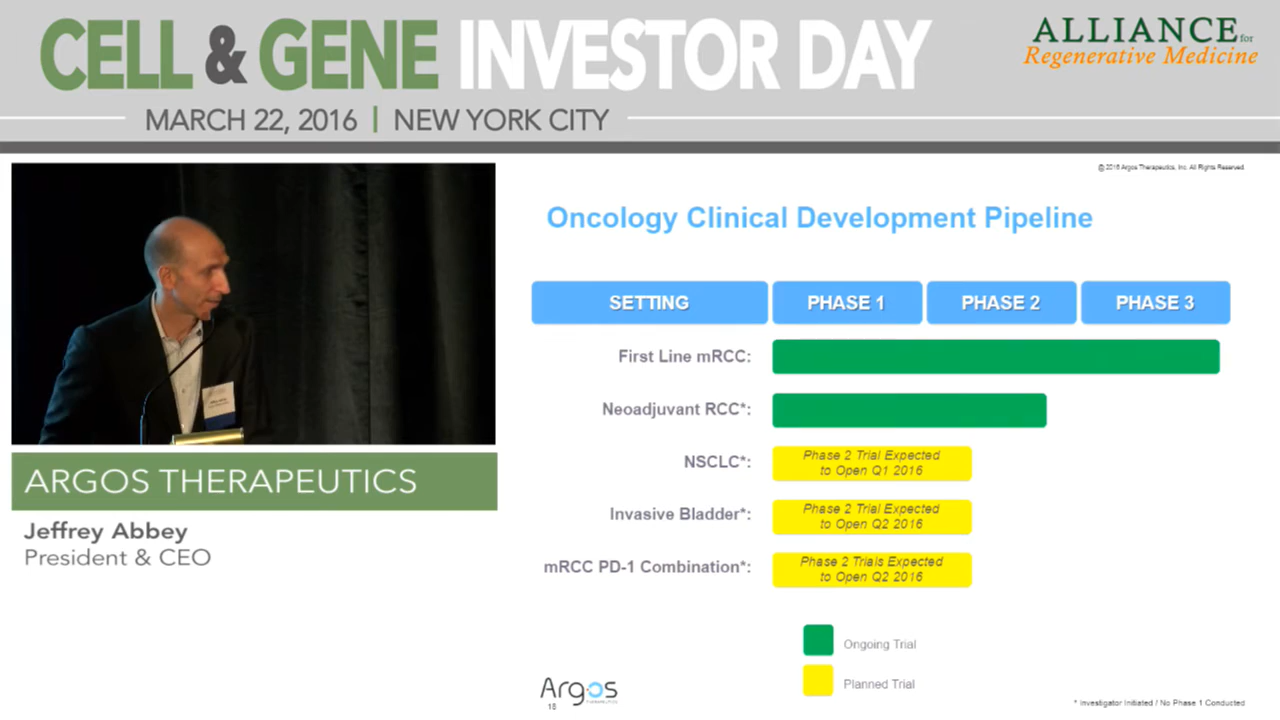 CELL & GENE INVESTOR DAY
MARCH 22, 2016 | NEW YORK CITY
ALLIANCE for
Regenerative Medicine
© 2016 Argos Therapeutics, Inc. All Rights Reserved.
Oncology Clinical Development Pipeline
SETTING PHASE 1 PHASE 2 PHASE 3
First Line mRCC:
Neoadjuvant RCC*:
NSCLC*: Phase 2 Trial Expected
to Open Q1 2016
Invasive Bladder*: Phase 2 Trial Expected
to Open Q2 2016
mRCC PD-1 Combination*: Phase 2 Trials Expected
to Open Q2 2016
Ongoing Trial
Planned Trial
Argos
THERAPEUTICS
18
* Investigator Initiated / No Phase 1 Conducted
ARGOS THERAPEUTICS
Jeffrey Abbey
President & CEO